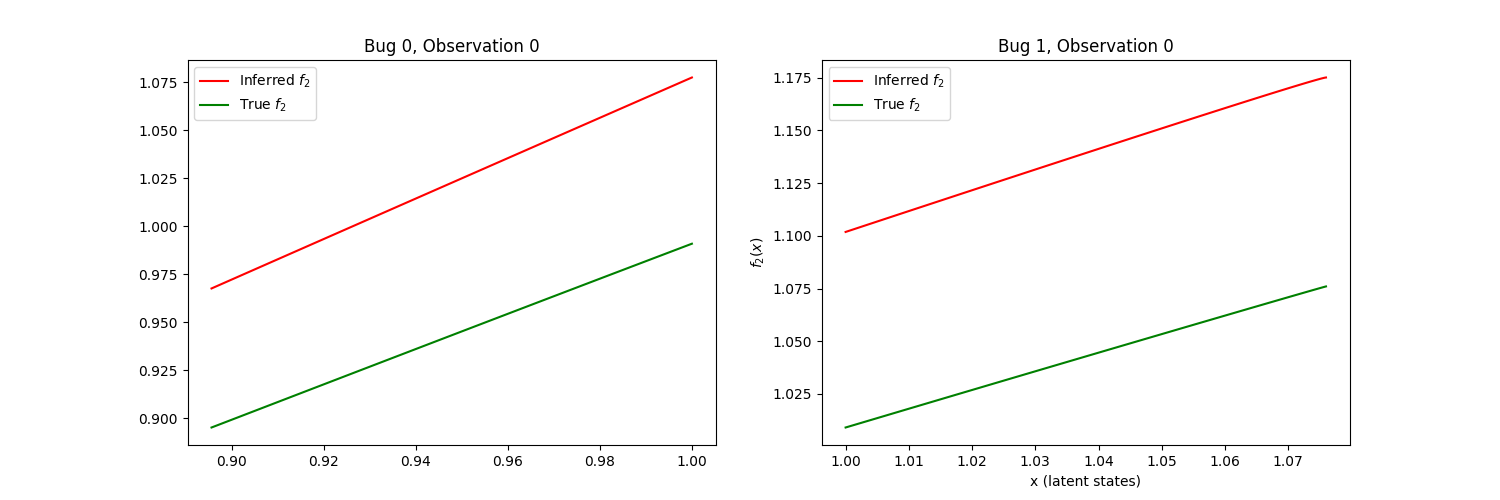 Bug 0, Observation 0
Inferred f₂
True f₂
1.075
1.050
1.025
1.000
0.975
0.950
0.925
0.900
0.90 0.92 0.94 0.96 0.98 1.00
Bug 1, Observation 0
Inferred f₂
True f₂
f₂(x)
1.175
1.150
1.125
1.100
1.075
1.050
1.025
1.00 1.01 1.02 1.03 1.04 1.05 1.06 1.07
x (latent states)